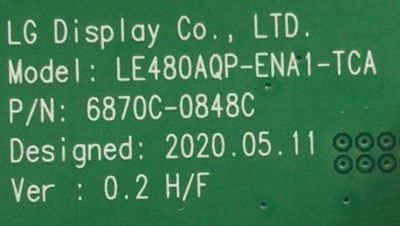 LG Display Co., LTD.
Model: LE480AQP-ENA1-TCA
P/N: 6870C-0848C
Designed: 2020.05.11
Ver : 0.2 H/F